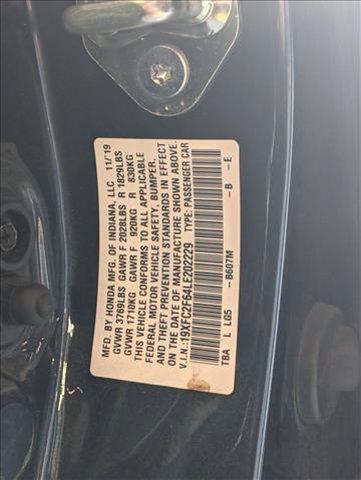 MFD. BY HONDA MFG. OF INDIANA, LLC 11/'19
GVWR 3769LBS GAWR F 2028LBS R 1829LBS
GVWR 1710KG GAWR F 920KG R 830KG
THIS VEHICLE CONFORMS TO ALL APPLICABLE
FEDERAL MOTOR VEHICLE SAFETY, BUMPER,
AND THEFT PREVENTION STANDARDS IN EFFECT
ON THE DATE OF MANUFACTURE SHOWN ABOVE.
V.I.N.:19XFC2F64LE202229 TYPE: PASSENGER CAR
TBA L LG5 -B607M -B -E